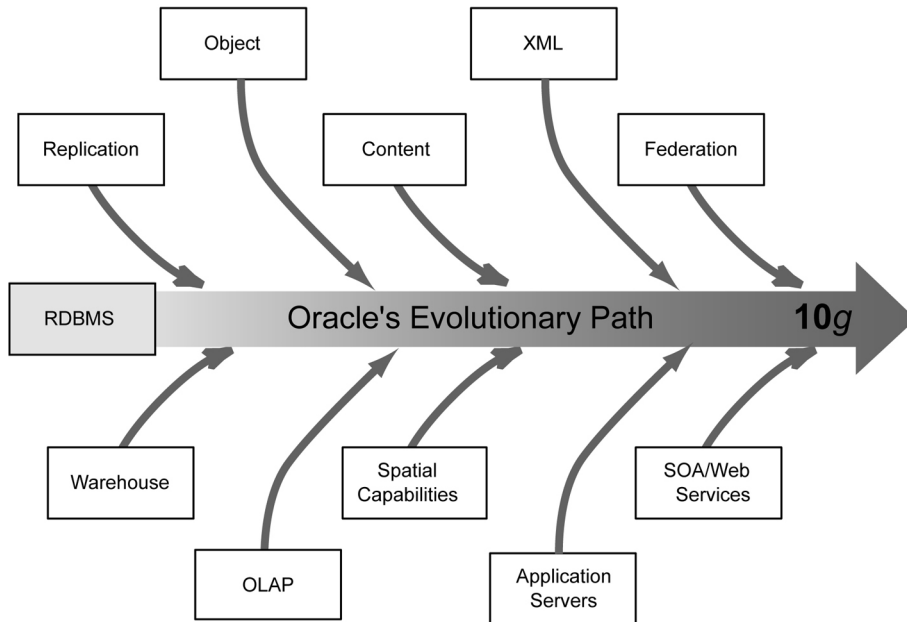 Object
XML
Replication
Content
Federation
RDBMS
Oracle's Evolutionary Path
10g
Warehouse
Spatial
Capabilities
SOA/Web
Services
OLAP
Application
Servers